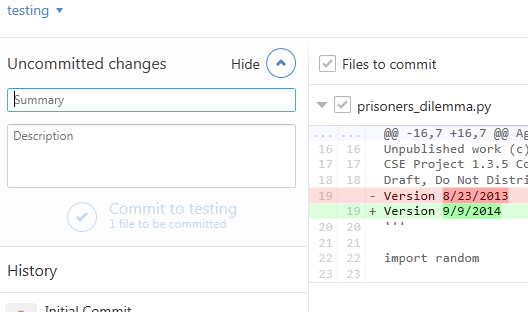 testing
Uncommitted changes
Hide
Summary
Description
Commit to testing
1 file to be committed
History
Initial Commit
Files to commit
prisoners_dilemma.py
... ... @@ -16,7 +16,7 @@
16 16 Unpublished work (c)
17 17 CSE Project 1.3.5
18 18 Draft, Do Not
19 - Version 8/23/2013
19 + Version 9/9/2014
20 20 '''
21 21
22 22 import random
23 23